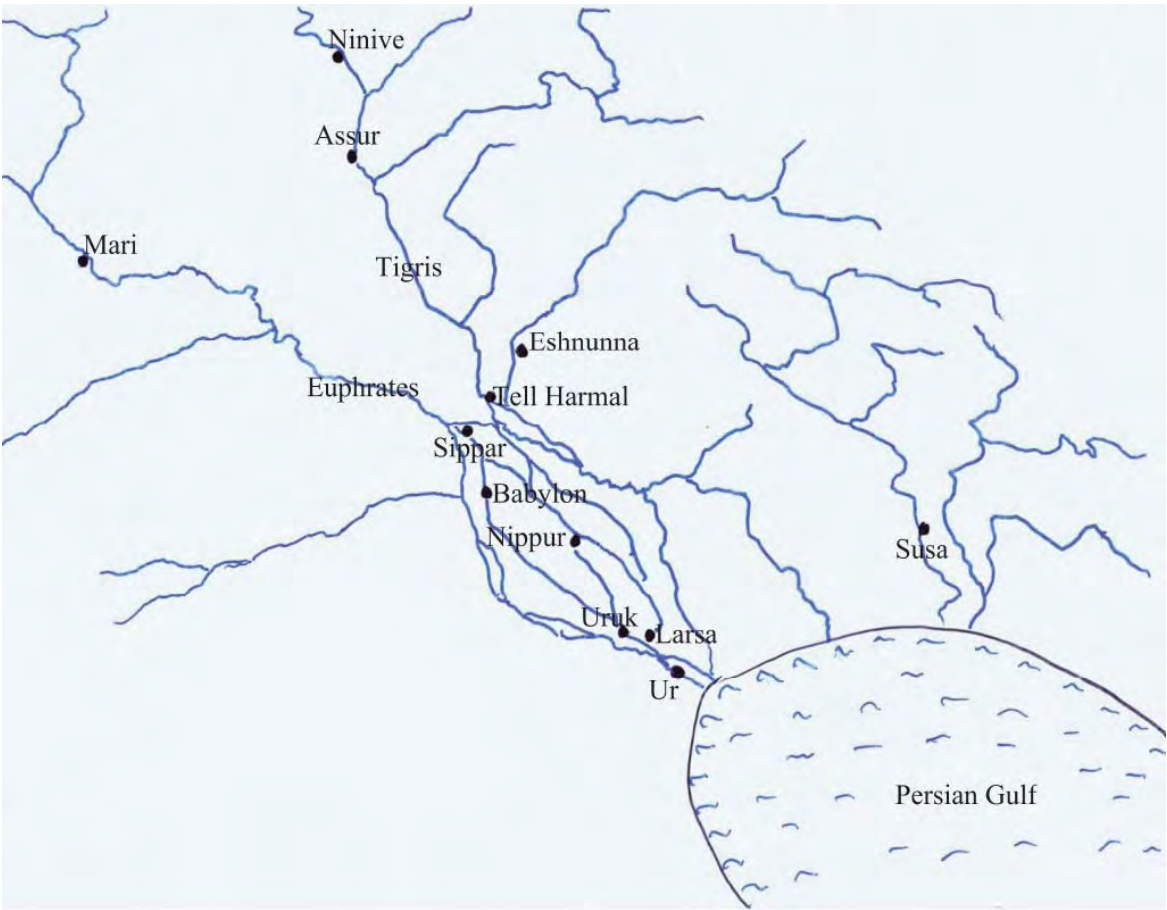 Ninive
Assur
Mari
Tigris
Eshnunna
Euphrates
Tell Harmal
Sippar
Babylon
Nippur
Susa
Uruk
Larsa
Ur
Persian Gulf